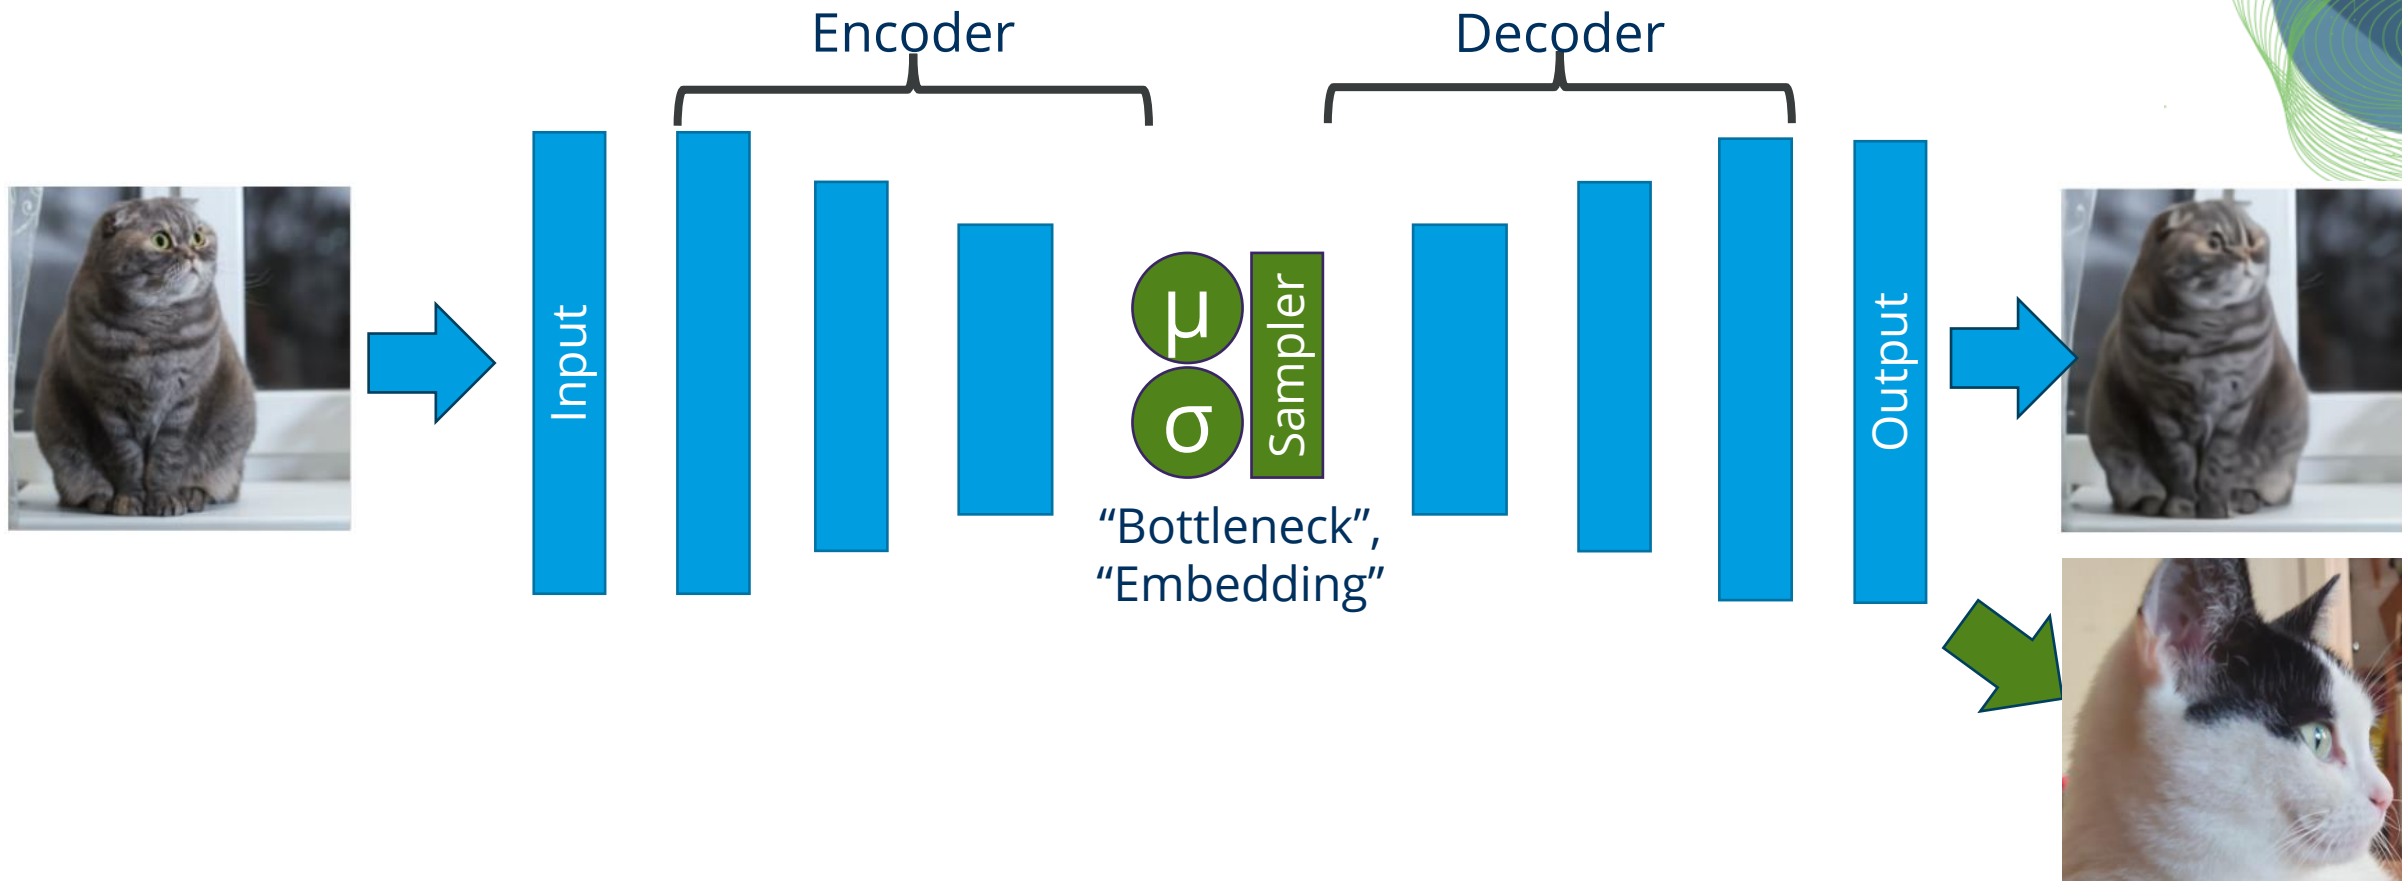 Encoder
Decoder
Input
μ
σ
Sampler
Output
“Bottleneck”,
“Embedding”